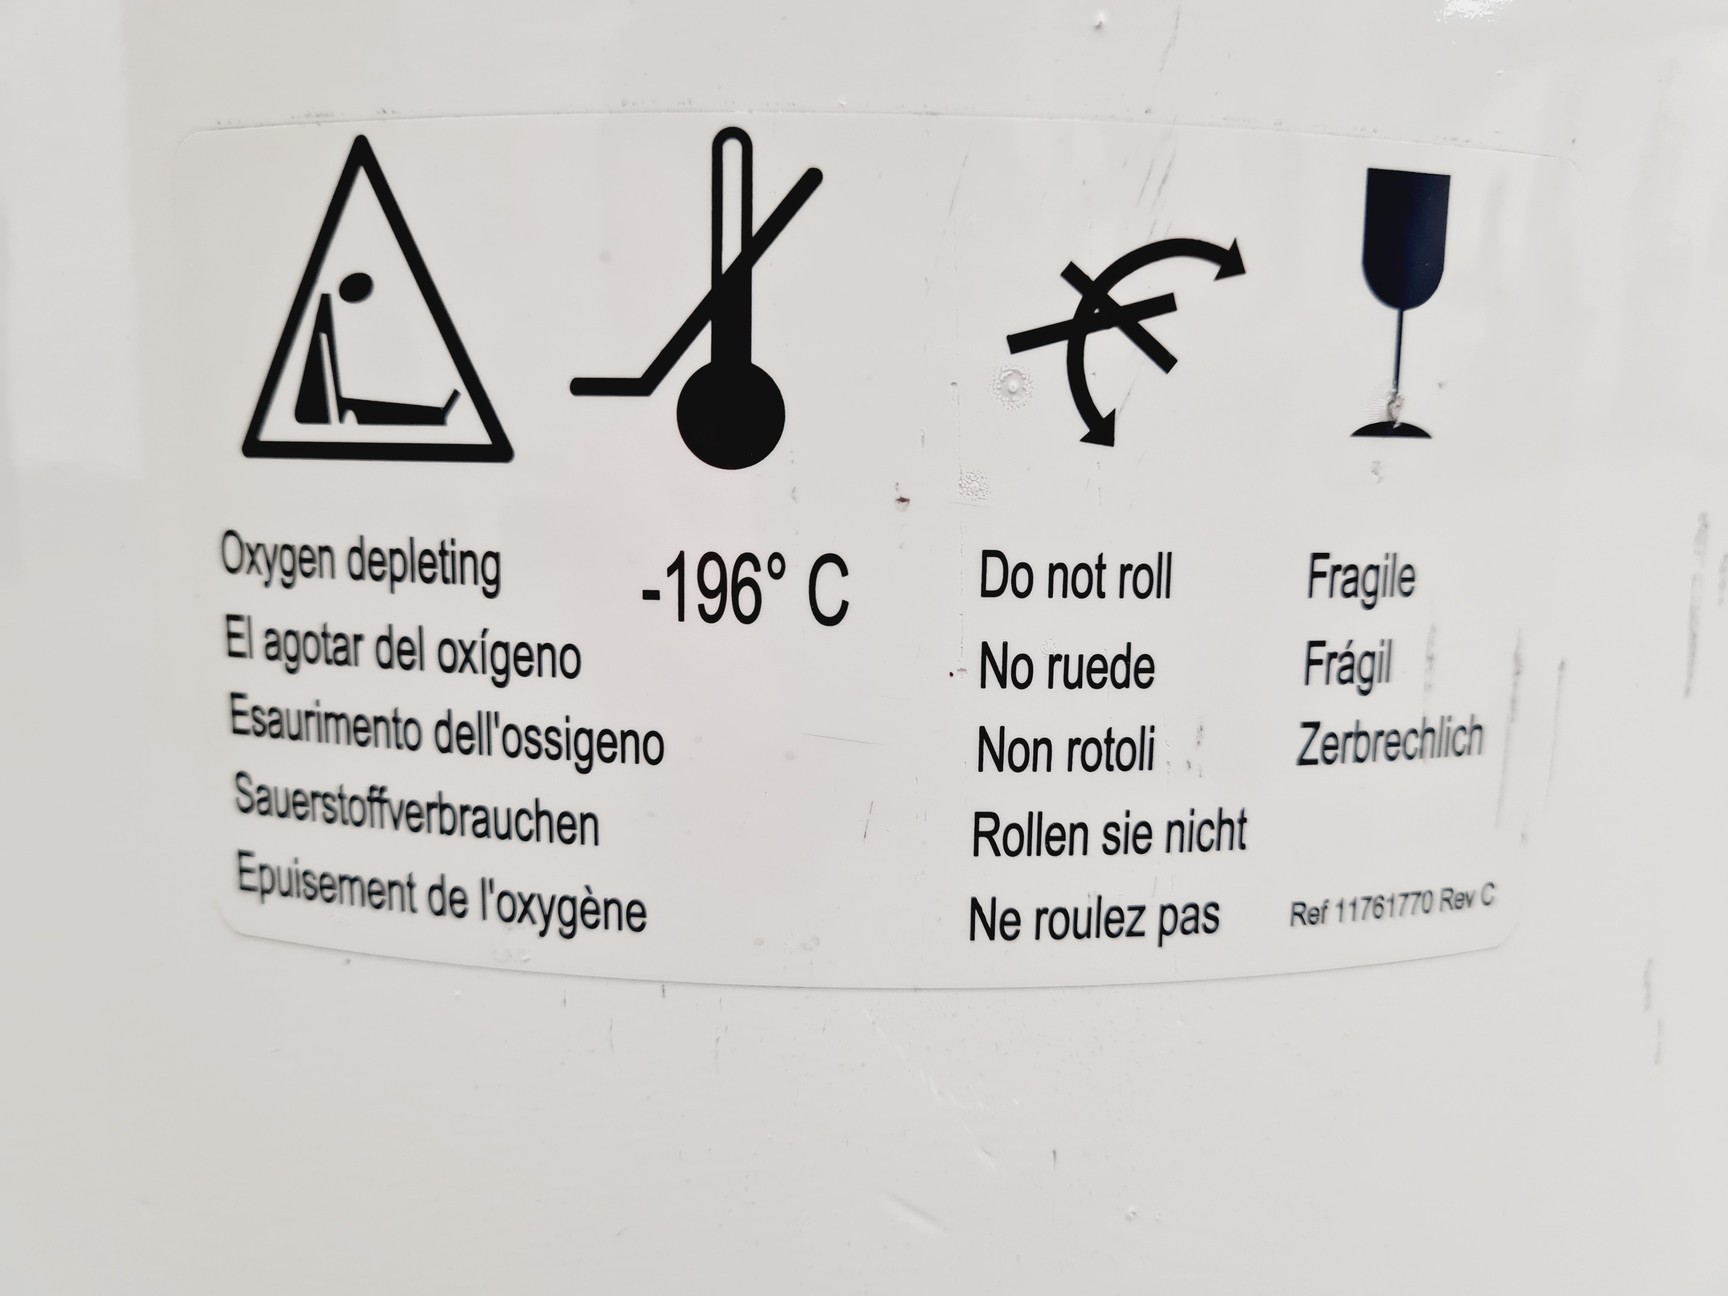 Oxygen depleting
El agotar del oxígeno
Esaurimento dell'ossigeno
Sauerstoffverbrauchen
Epuisement de l'oxygène
-196° C
Do not roll
No ruede
Non rotoli
Rollen sie nicht
Ne roulez pas
Fragile
Frágil
Zerbrechlich
Ref 11761770 Rev C